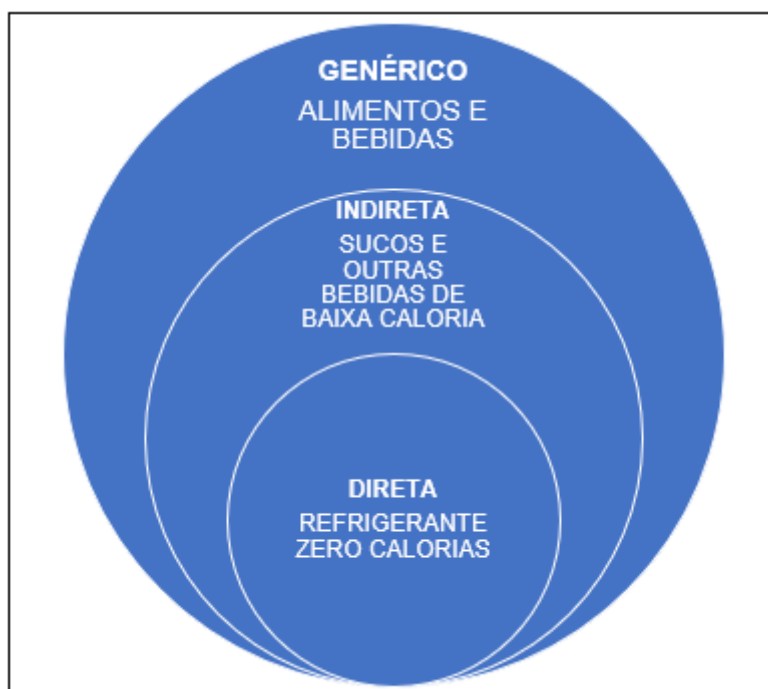 GENÉRICO
ALIMENTOS E
BEBIDAS
INDIRETA
SUCOS E
OUTRAS
BEBIDAS DE
BAIXA CALORIA
DIRETA
REFRIGERANTE
ZERO CALORIAS